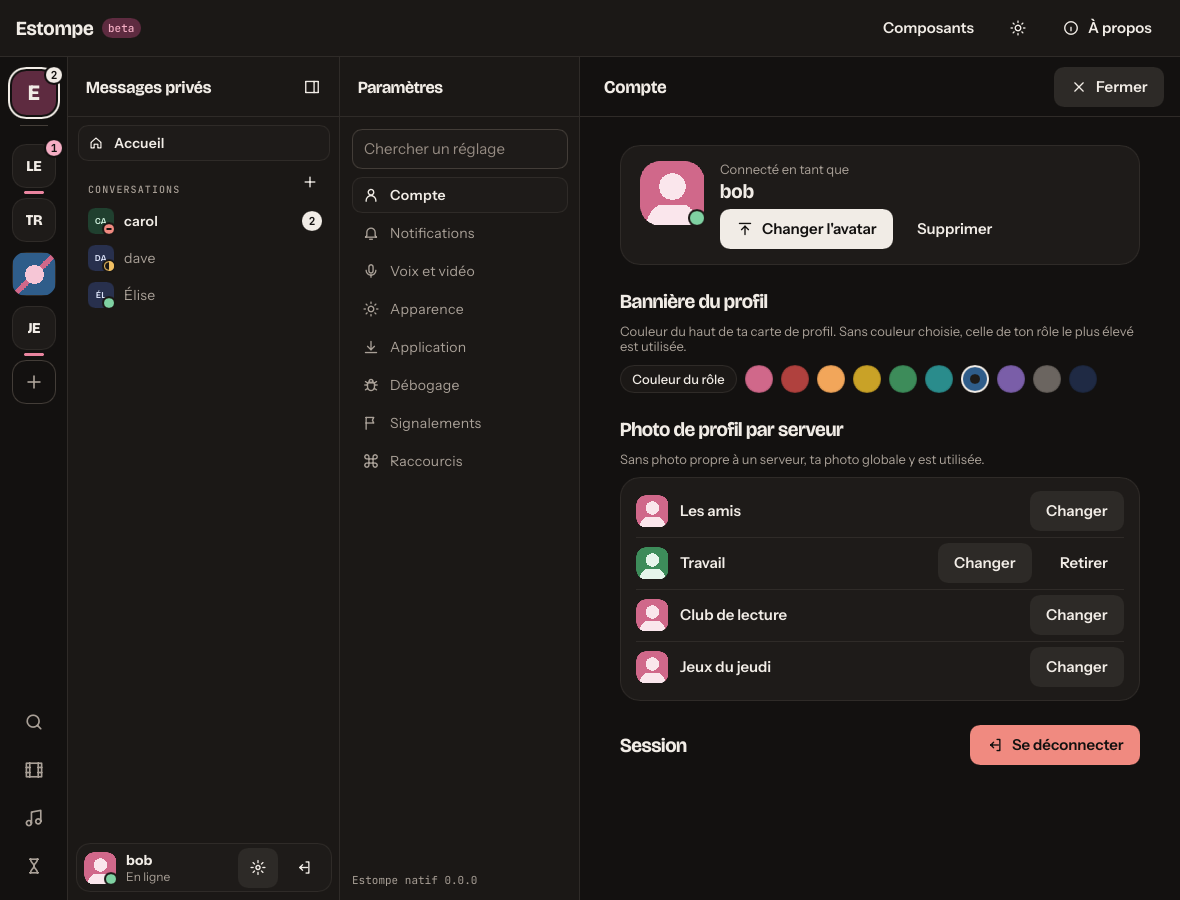 Estompe beta
Composants
À propos
E
2
LE
1
TR
JE
Messages privés
Accueil
CONVERSATIONS
CA carol 2
DA dave
ÉL Élise
bob
En ligne
Paramètres
Chercher un réglage
Compte
Notifications
Voix et vidéo
Apparence
Application
Débogage
Signalements
Raccourcis
Estompe natif 0.0.0
Compte
Fermer
Connecté en tant que
bob
Changer l'avatar
Supprimer
Bannière du profil
Couleur du haut de ta carte de profil. Sans couleur choisie, celle de ton rôle le plus élevé
est utilisée.
Couleur du rôle
Photo de profil par serveur
Sans photo propre à un serveur, ta photo globale y est utilisée.
Les amis Changer
Travail Changer Retirer
Club de lecture Changer
Jeux du jeudi Changer
Session
Se déconnecter